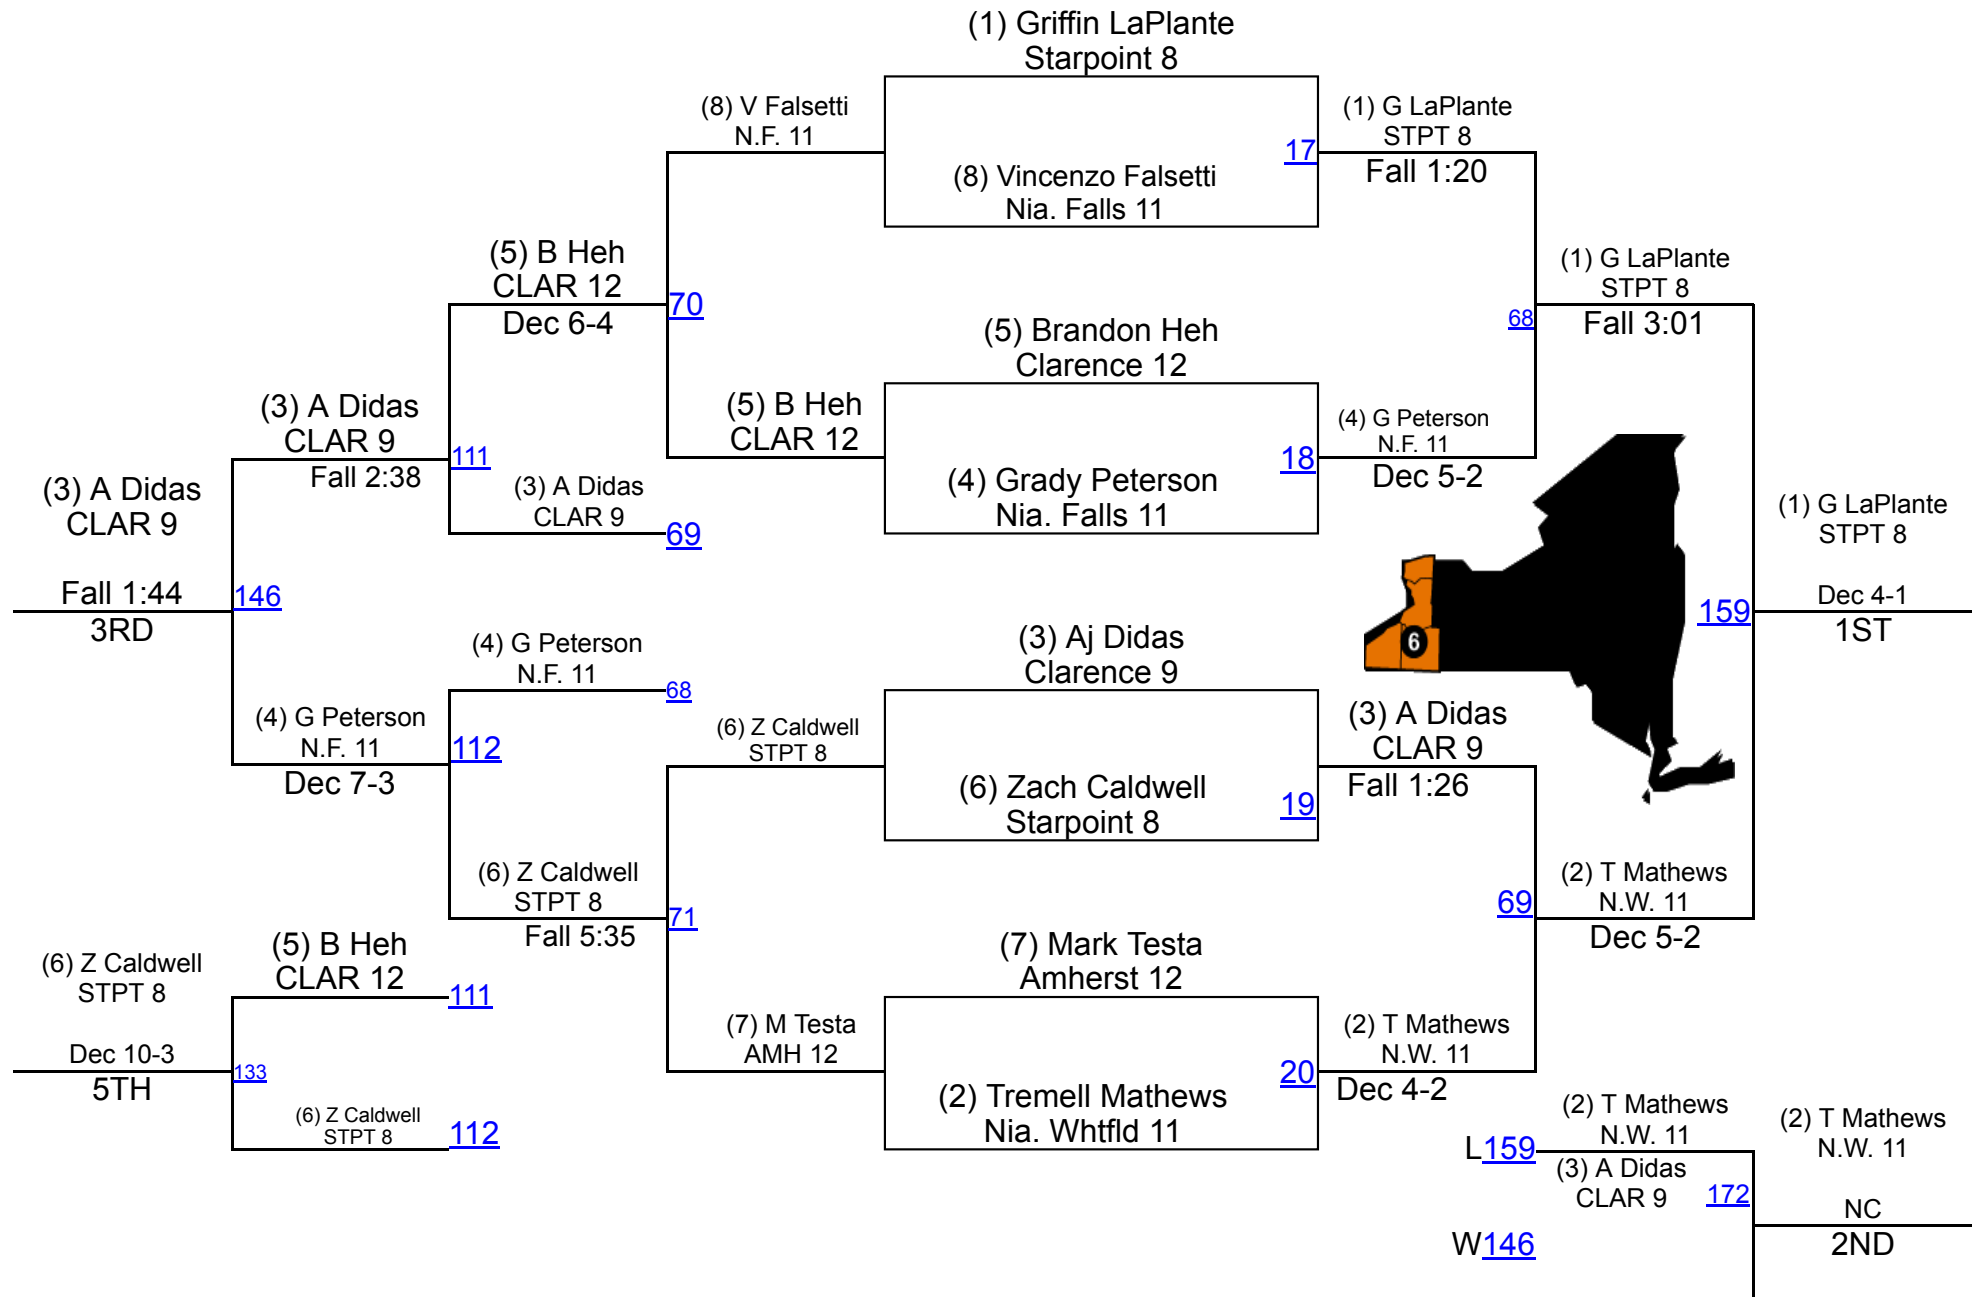 (1) Griffin LaPlante
Starpoint 8
(8) V Falsetti
N.F. 11
17
(1) G LaPlante
STPT 8
Fall 1:20
(8) Vincenzo Falsetti
Nia. Falls 11
(5) B Heh
CLAR 12
Dec 6-4
70
(1) G LaPlante
STPT 8
Fall 3:01
68
(5) Brandon Heh
Clarence 12
(5) B Heh
CLAR 12
18
(4) G Peterson
N.F. 11
Dec 5-2
(4) Grady Peterson
Nia. Falls 11
(3) A Didas
CLAR 9
Fall 2:38
111
(3) A Didas
CLAR 9
69
(3) A Didas
CLAR 9
Fall 1:44
3RD
146
(1) G LaPlante
STPT 8
Dec 4-1
1ST
159
6
(4) G Peterson
N.F. 11
68
(3) Aj Didas
Clarence 9
(4) G Peterson
N.F. 11
Dec 7-3
112
(6) Z Caldwell
STPT 8
(3) A Didas
CLAR 9
Fall 1:26
(6) Zach Caldwell
Starpoint 8
19
(6) Z Caldwell
STPT 8
Fall 5:35
71
69
(2) T Mathews
N.W. 11
Dec 5-2
(7) Mark Testa
Amherst 12
(5) B Heh
CLAR 12
111
(6) Z Caldwell
STPT 8
Dec 10-3
5TH
133
(6) Z Caldwell
STPT 8
112
(7) M Testa
AMH 12
20
(2) T Mathews
N.W. 11
Dec 4-2
(2) Tremell Mathews
Nia. Whtfld 11
(2) T Mathews
N.W. 11
L159
(3) A Didas
CLAR 9
172
W146
(2) T Mathews
N.W. 11
NC
2ND